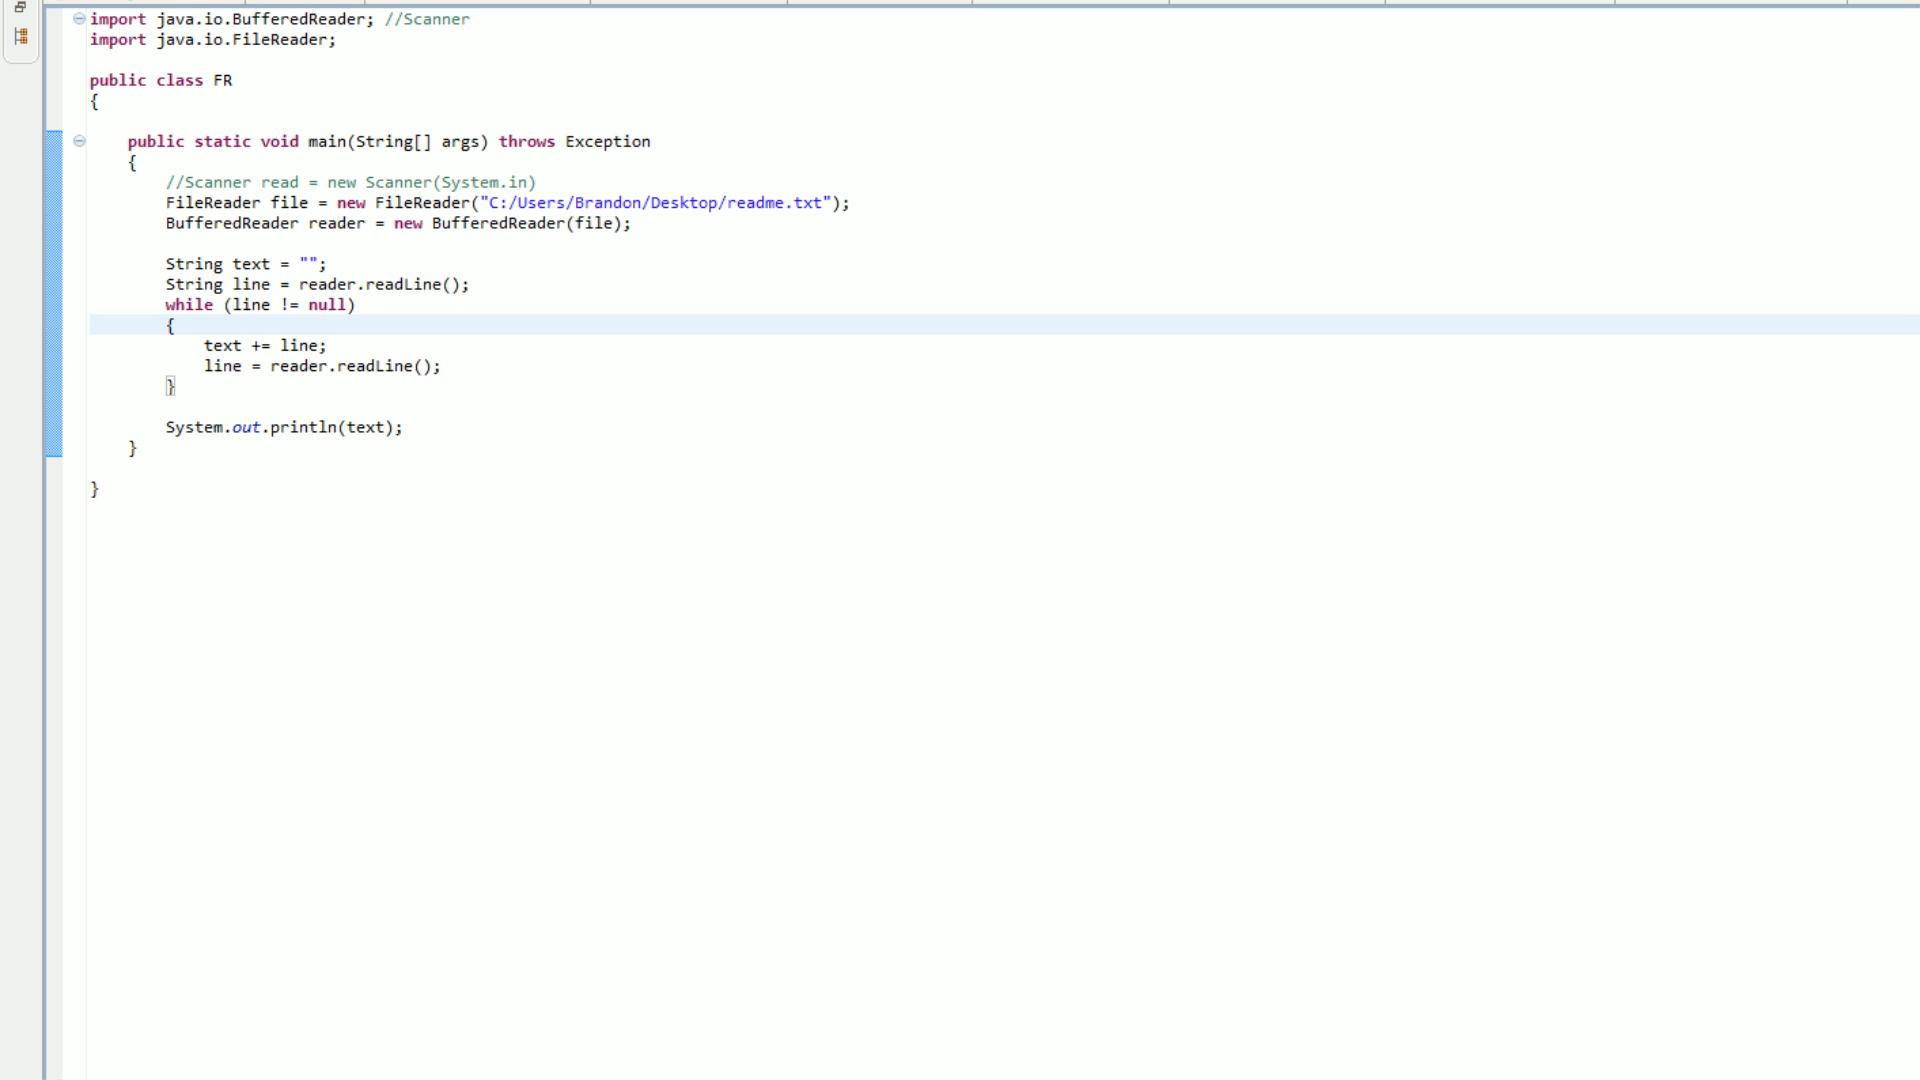 import java.io.BufferedReader; //Scanner
import java.io.FileReader;
public class FR
{
public static void main(String[] args) throws Exception
{
//Scanner read = new Scanner(System.in)
FileReader file = new FileReader("C:/Users/Brandon/Desktop/readme.txt");
BufferedReader reader = new BufferedReader(file);
String text = "";
String line = reader.readLine();
while (line != null)
{
text += line;
line = reader.readLine();
}
System.out.println(text);
}
}